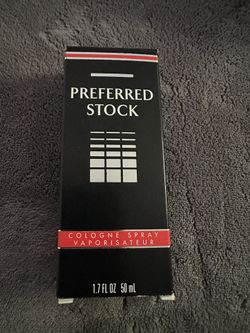 PREFERRED
STOCK
COLOGNE SPRAY
VAPORISATEUR
1.7 FL OZ 50 mL